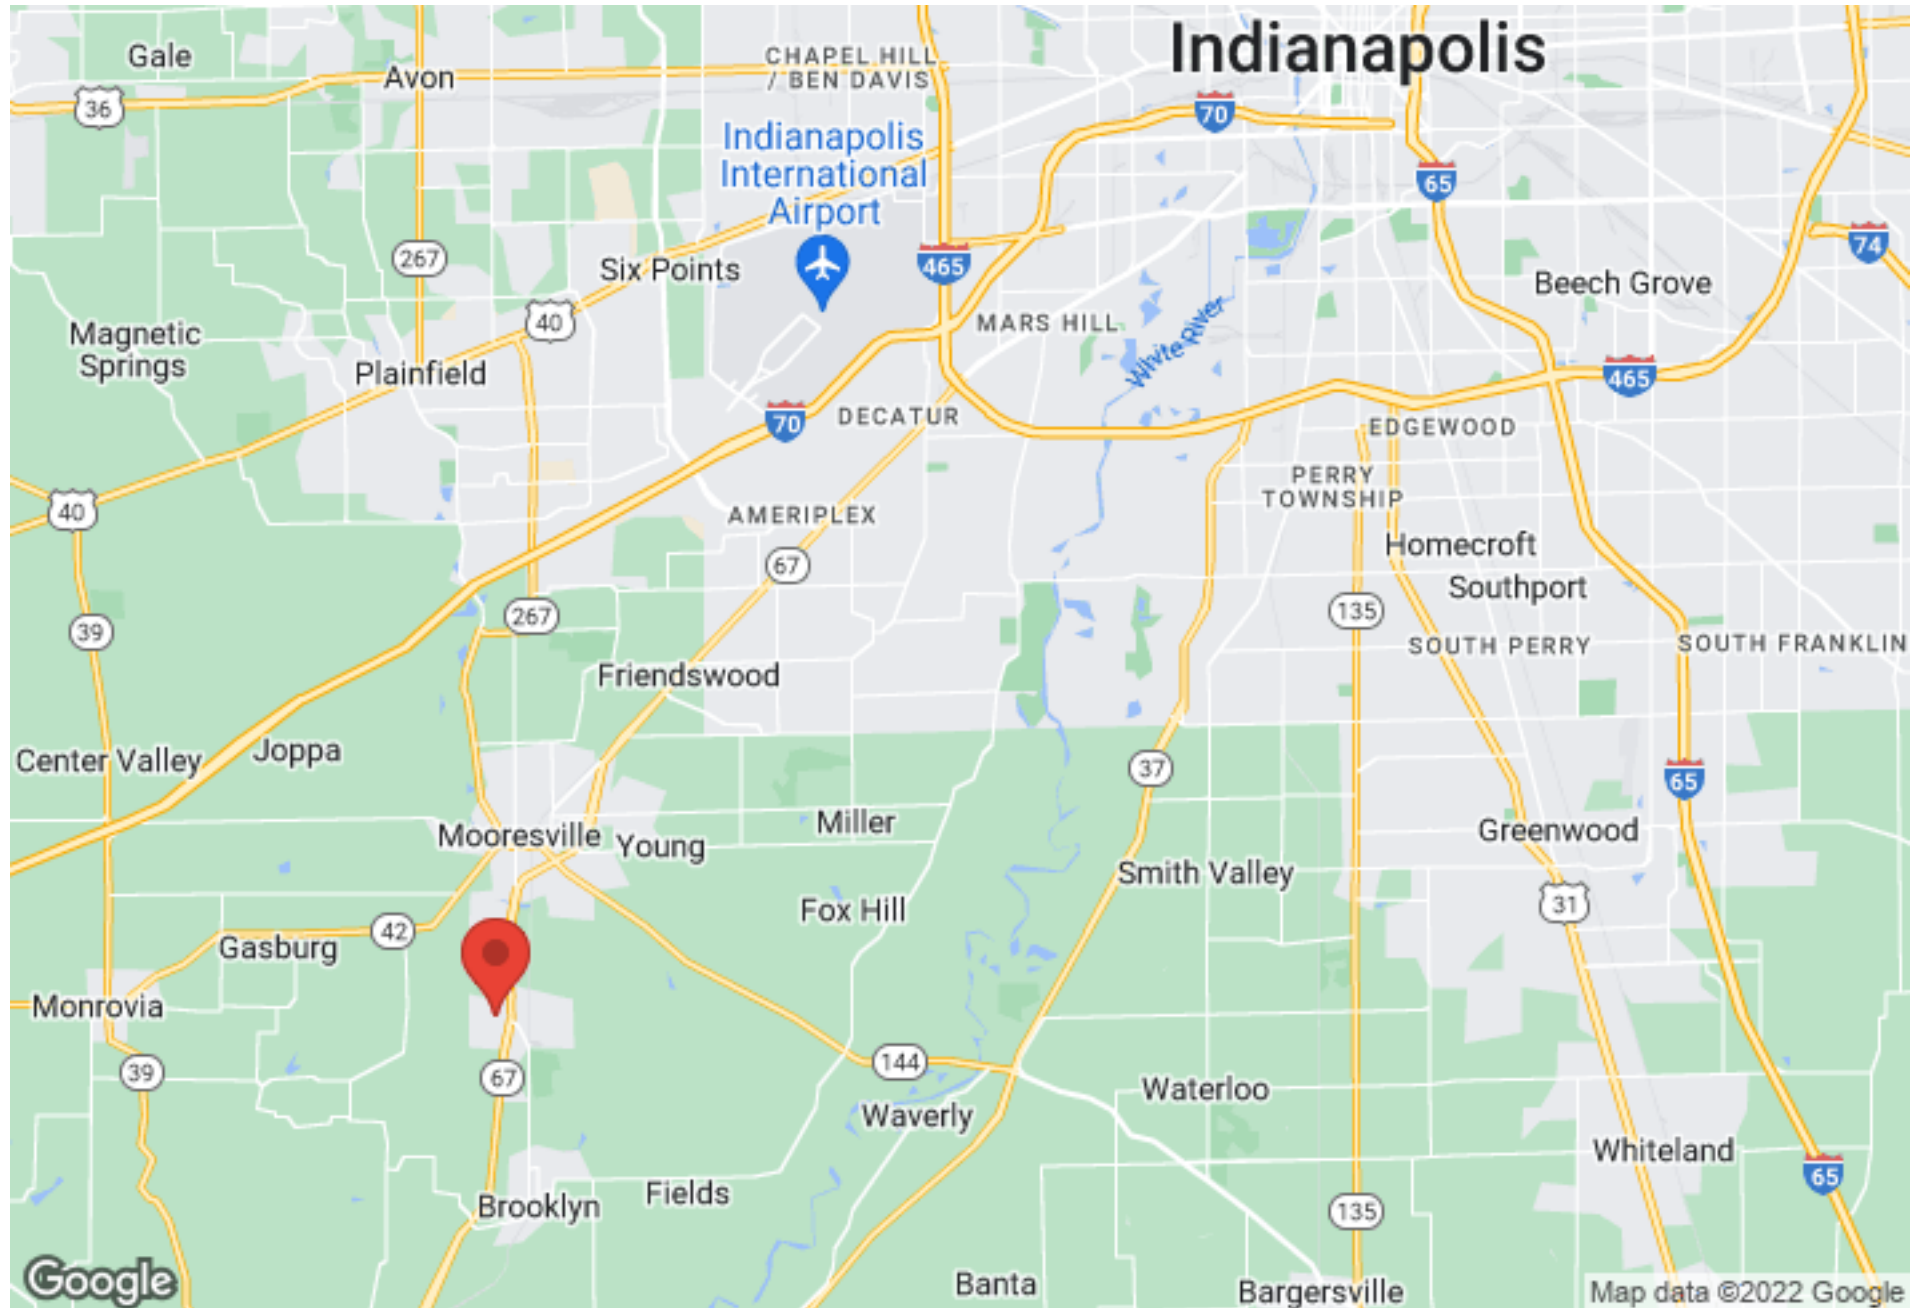 Indianapolis
Gale
Avon
CHAPEL HILL
/ BEN DAVIS
36
70
Indianapolis
International
Airport
65
267
Six Points
465
74
Beech Grove
40
MARS HILL
White River
Magnetic
Springs
Plainfield
465
70
DECATUR
EDGEWOOD
PERRY
TOWNSHIP
40
AMERIPLEX
67
Homecroft
Southport
39
267
135
SOUTH PERRY
SOUTH FRANKLIN
Friendswood
Center Valley
Joppa
37
65
Mooresville
Young
Miller
Greenwood
Smith Valley
Fox Hill
31
42
Gasburg
Monrovia
39
67
144
Waterloo
Waverly
Whiteland
65
Brooklyn
Fields
135
Google
Banta
Bargersville
Map data ©2022 Google